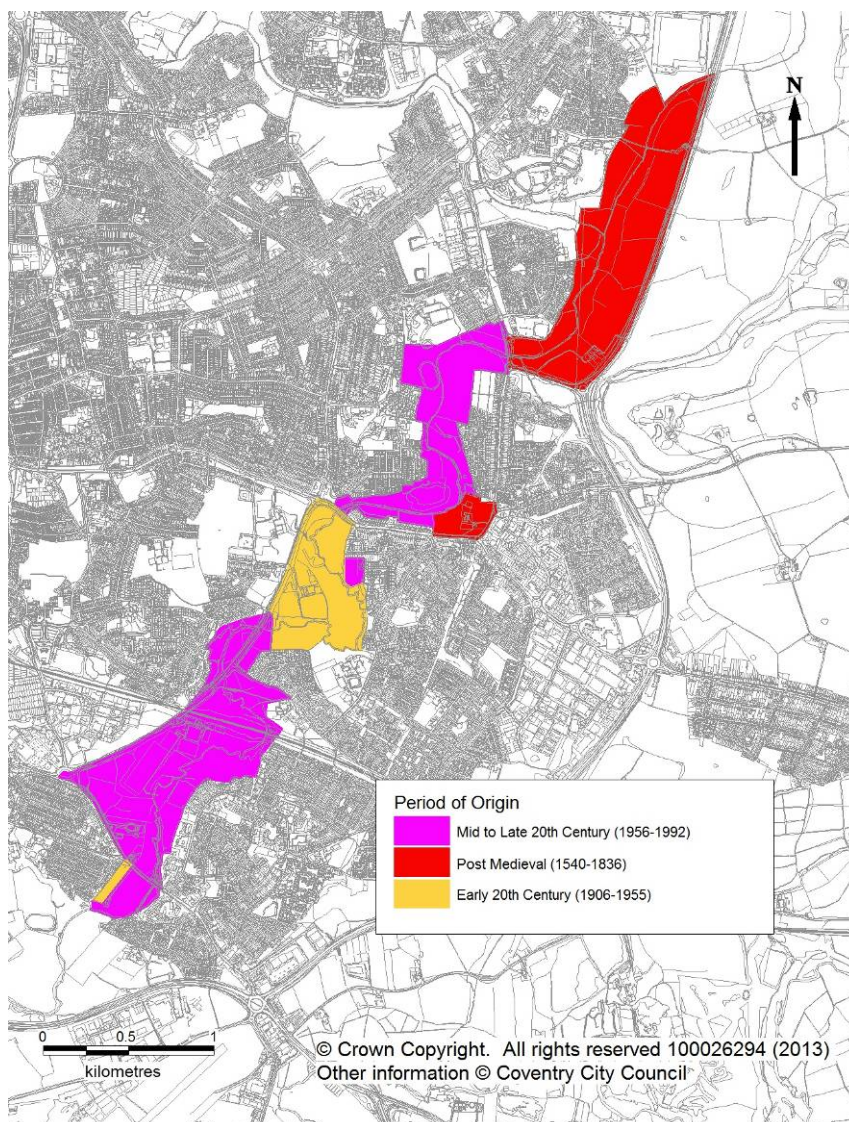 N
Period of Origin
Mid to Late 20th Century (1956-1992)
Post Medieval (1540-1836)
Early 20th Century (1906-1955)
0 0.5 1
kilometres
© Crown Copyright. All rights reserved 100026294 (2013)
Other information © Coventry City Council